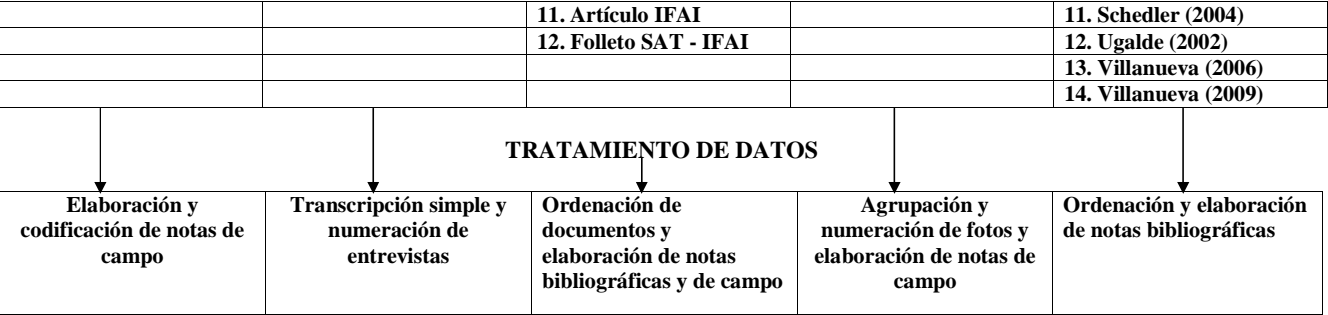 11. Artículo IFAI
11. Schedler (2004)
12. Folleto SAT - IFAI
12. Ugalde (2002)
13. Villanueva (2006)
14. Villanueva (2009)
TRATAMIENTO DE DATOS
Elaboración y
codificación de notas de
campo
Transcripción simple y
numeración de
entrevistas
Ordenación de
documentos y
elaboración de notas
bibliográficas y de campo
Agrupación y
numeración de fotos y
elaboración de notas de
campo
Ordenación y elaboración
de notas bibliográficas